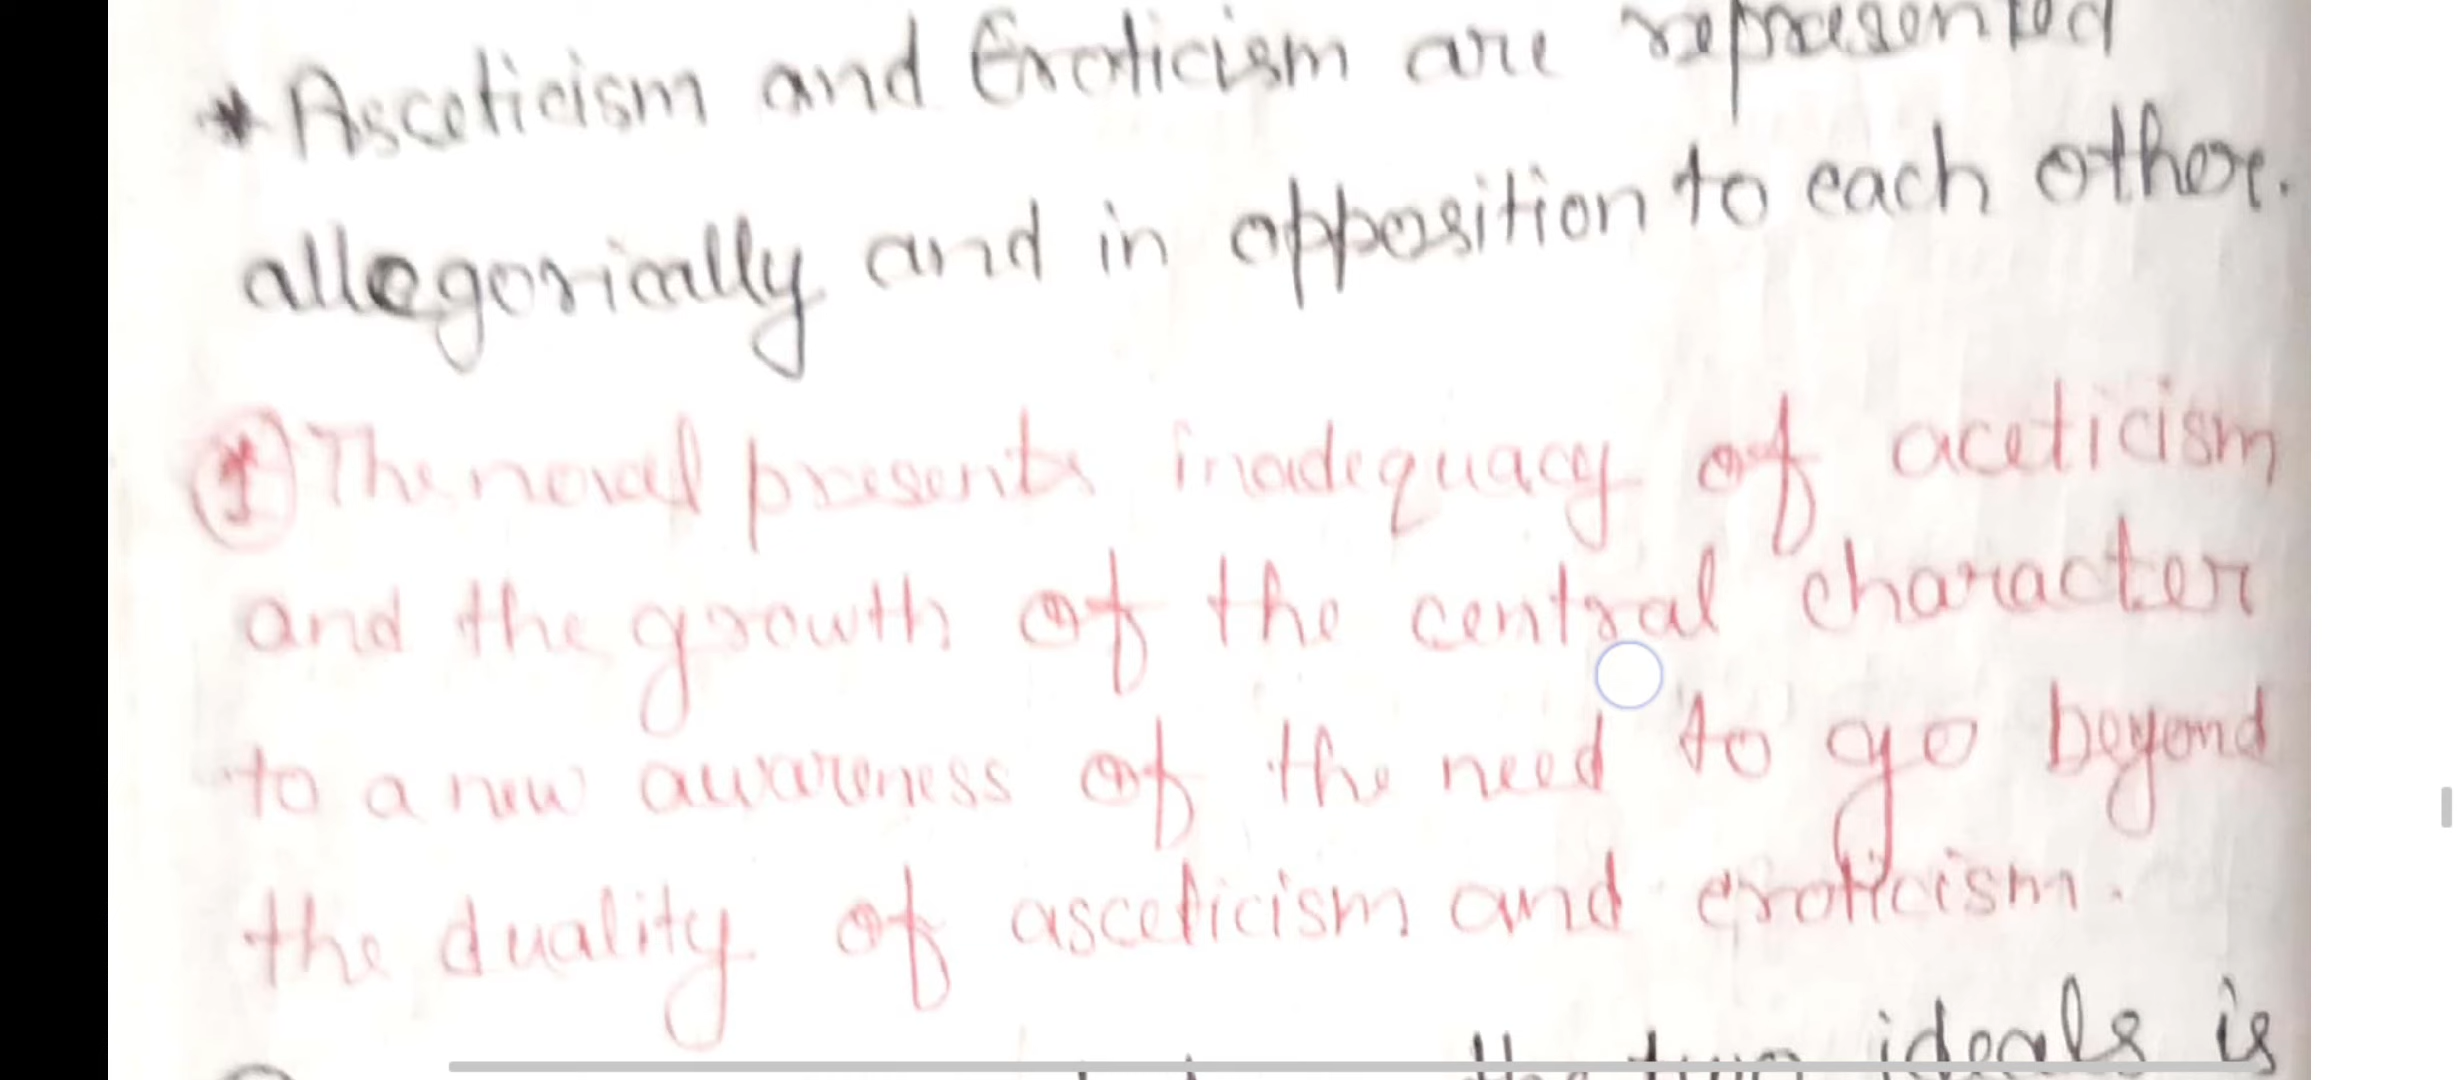 * Asceticism and Eroticism are represented
allegorically and in opposition to each other.
* The novel presents inadequacy of aceticism
and the growth of the central character
to a new awareness of the need to go beyond
the duality of asceticism and eroticism.
the two ideals is